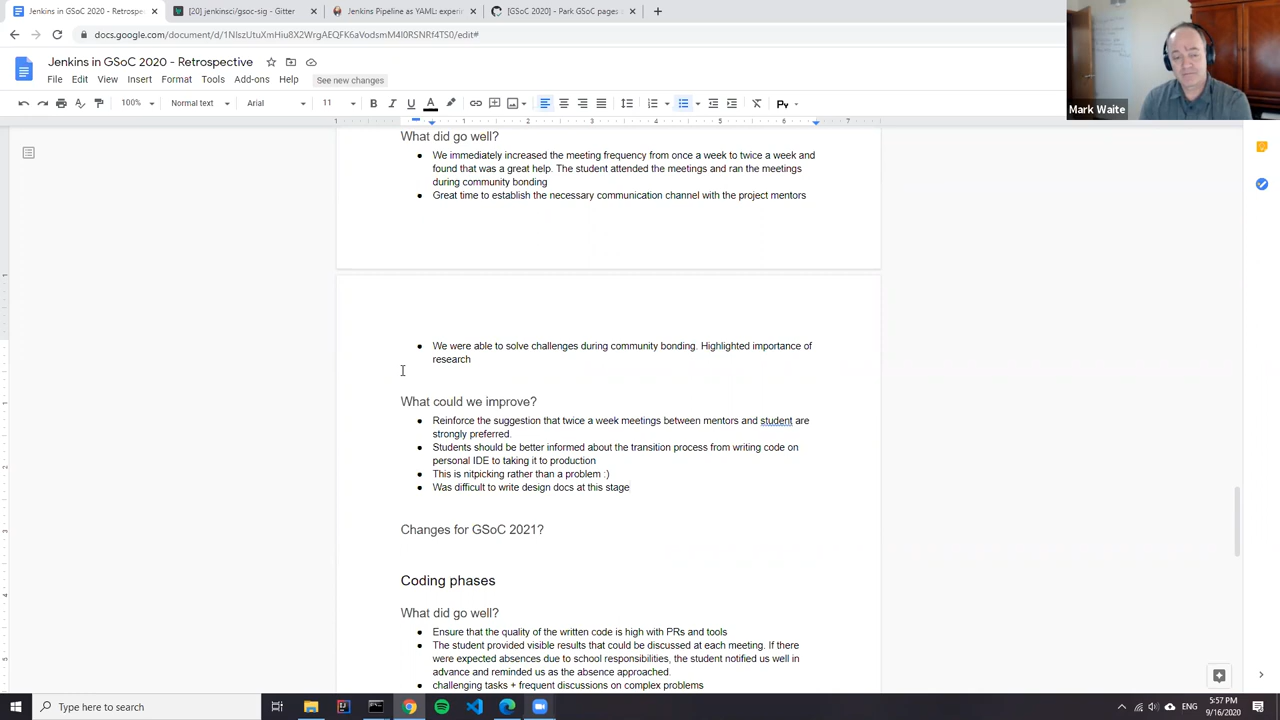 Jenkins in GSoC 2020 - Retrospec
[20] jenkinsci/gsoc-sig - Gitter
Jenkins Pipeline as YAML: experi
[GSoC 2020] - Park GSoC pages
docs.google.com/document/d/1NIszUtuXmHiu8X2WrgAEQFK6aVodsmM4I0RSNRf4TS0/edit#
Jenkins in GSoC 2020 - Retrospective
File Edit View Insert Format Tools Add-ons Help See new changes
100% Normal text Arial 11 B I U A
Mark Waite
What did go well?
● We immediately increased the meeting frequency from once a week to twice a week and
found that was a great help. The student attended the meetings and ran the meetings
during community bonding
● Great time to establish the necessary communication channel with the project mentors
● We were able to solve challenges during community bonding. Highlighted importance of
research
What could we improve?
● Reinforce the suggestion that twice a week meetings between mentors and student are
strongly preferred.
● Students should be better informed about the transition process from writing code on
personal IDE to taking it to production
● This is nitpicking rather than a problem :)
● Was difficult to write design docs at this stage
Changes for GSoC 2021?
Coding phases
What did go well?
● Ensure that the quality of the written code is high with PRs and tools
● The student provided visible results that could be discussed at each meeting. If there
were expected absences due to school responsibilities, the student notified us well in
advance and reminded us as the absence approached.
● challenging tasks + frequent discussions on complex problems
Type here to search
ENG
5:57 PM
9/16/2020